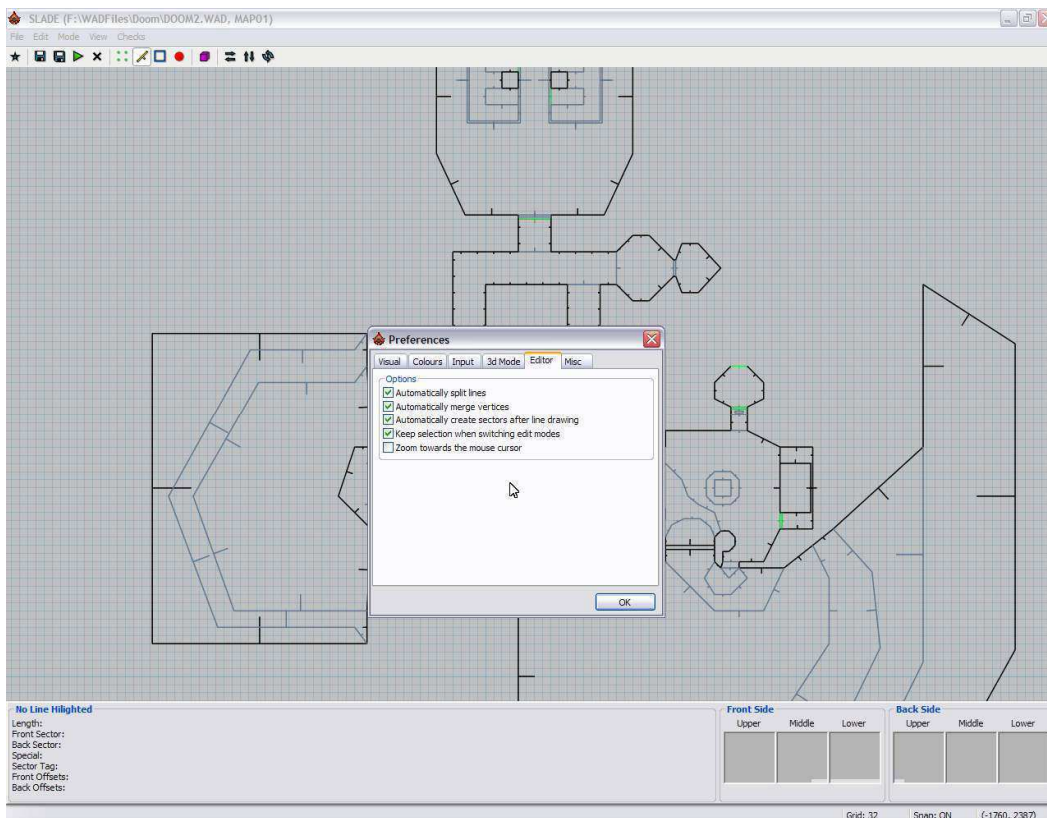 SLADE (F:\WADFiles\Doom\DOOM2.WAD, MAP01)
File Edit Mode View Checks
Preferences
Visual Colours Input 3d Mode Editor Misc
Options
Automatically split lines
Automatically merge vertices
Automatically create sectors after line drawing
Keep selection when switching edit modes
Zoom towards the mouse cursor
OK
No Line Hilighted
Length:
Front Sector:
Back Sector:
Special:
Sector Tag:
Front Offsets:
Back Offsets:
Front Side
Upper Middle Lower
Back Side
Upper Middle Lower
Grid: 32 Snap: ON (-1760, 2387)